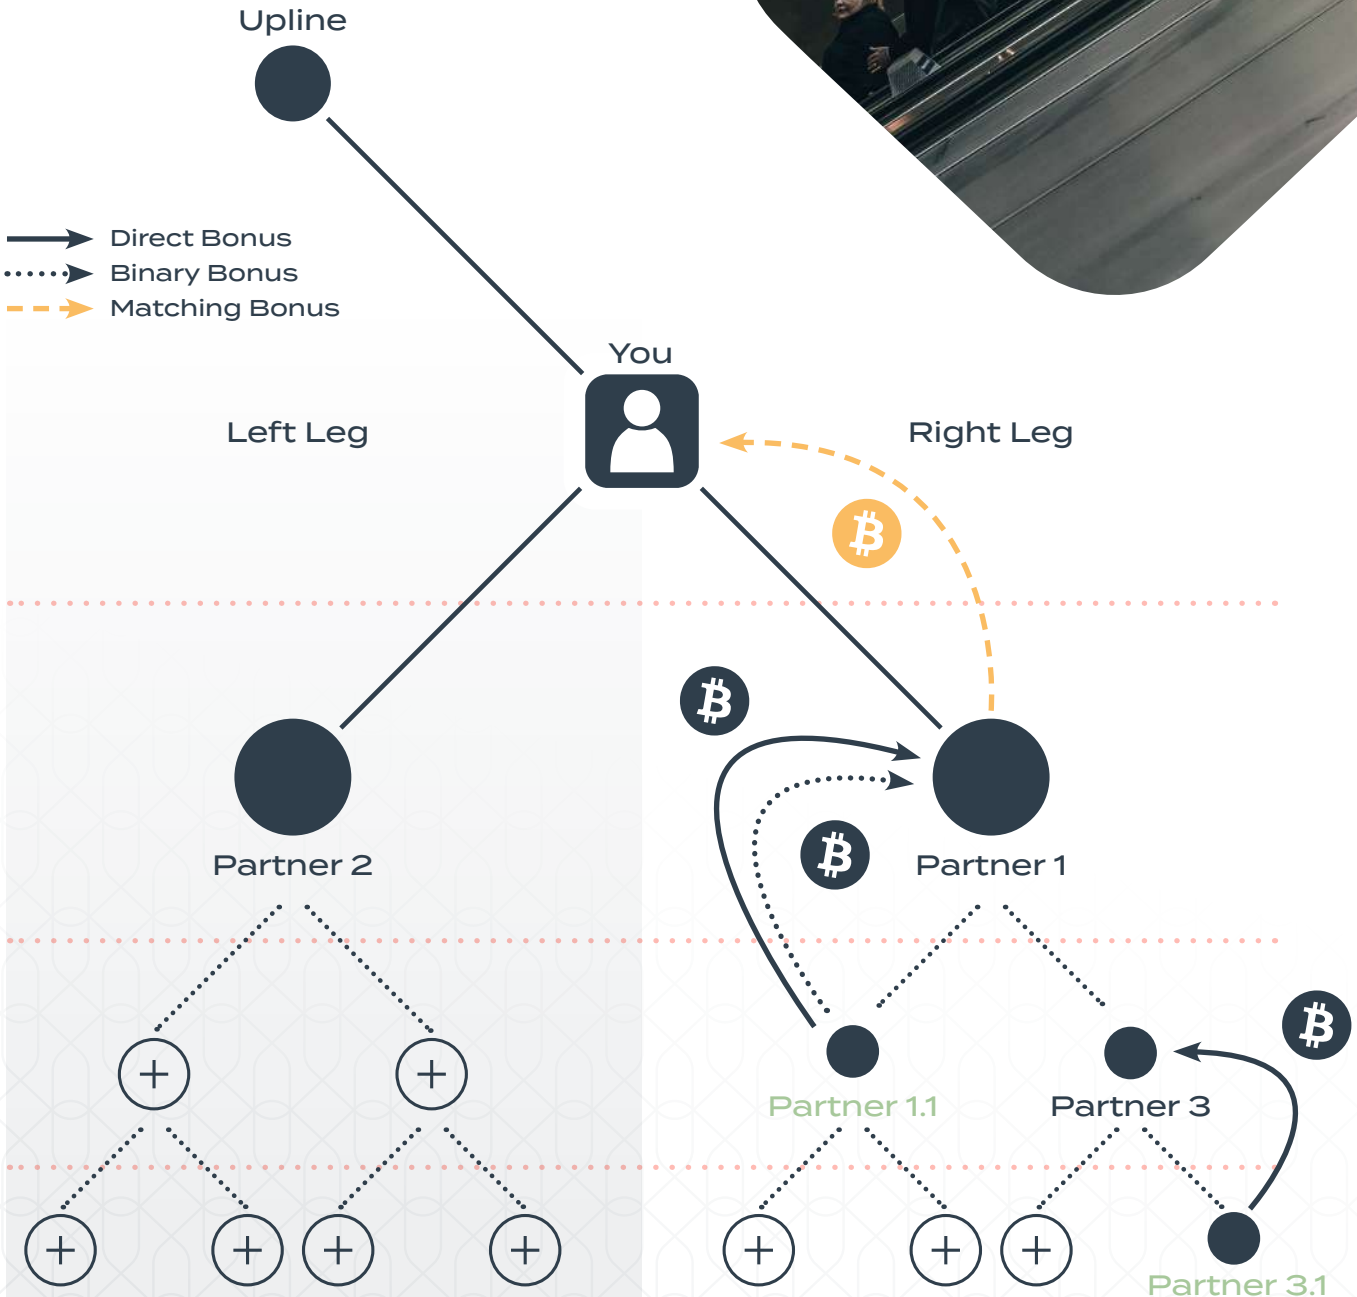 Upline
Direct Bonus
Binary Bonus
Matching Bonus
You
Left Leg
Right Leg
Partner 2
Partner 1
Partner 1.1
Partner 3
Partner 3.1